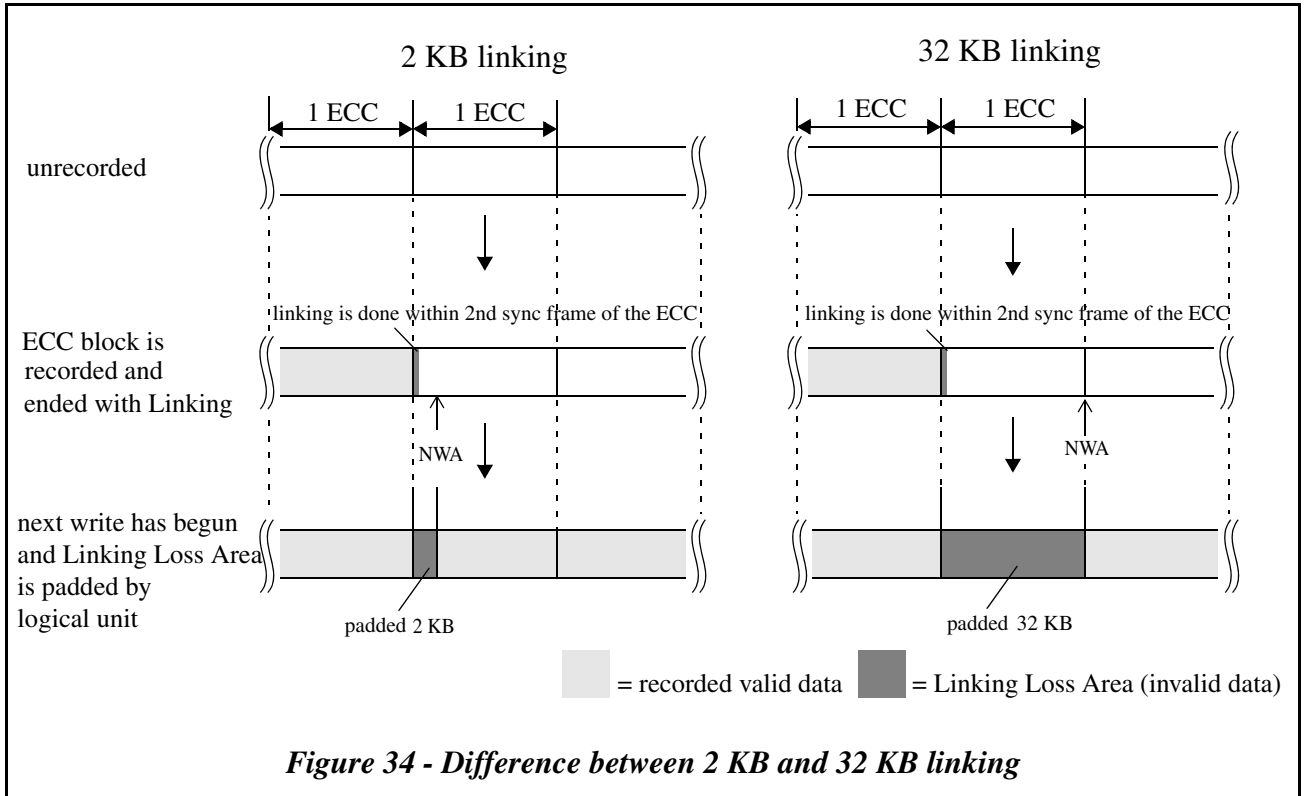 2 KB linking
32 KB linking
1 ECC
1 ECC
1 ECC
1 ECC
unrecorded
linking is done within 2nd sync frame of the ECC
linking is done within 2nd sync frame of the ECC
ECC block is
recorded and
ended with Linking
NWA
NWA
next write has begun
and Linking Loss Area
is padded by
logical unit
padded 2 KB
padded 32 KB
= recorded valid data
= Linking Loss Area (invalid data)
Figure 34 - Difference between 2 KB and 32 KB linking